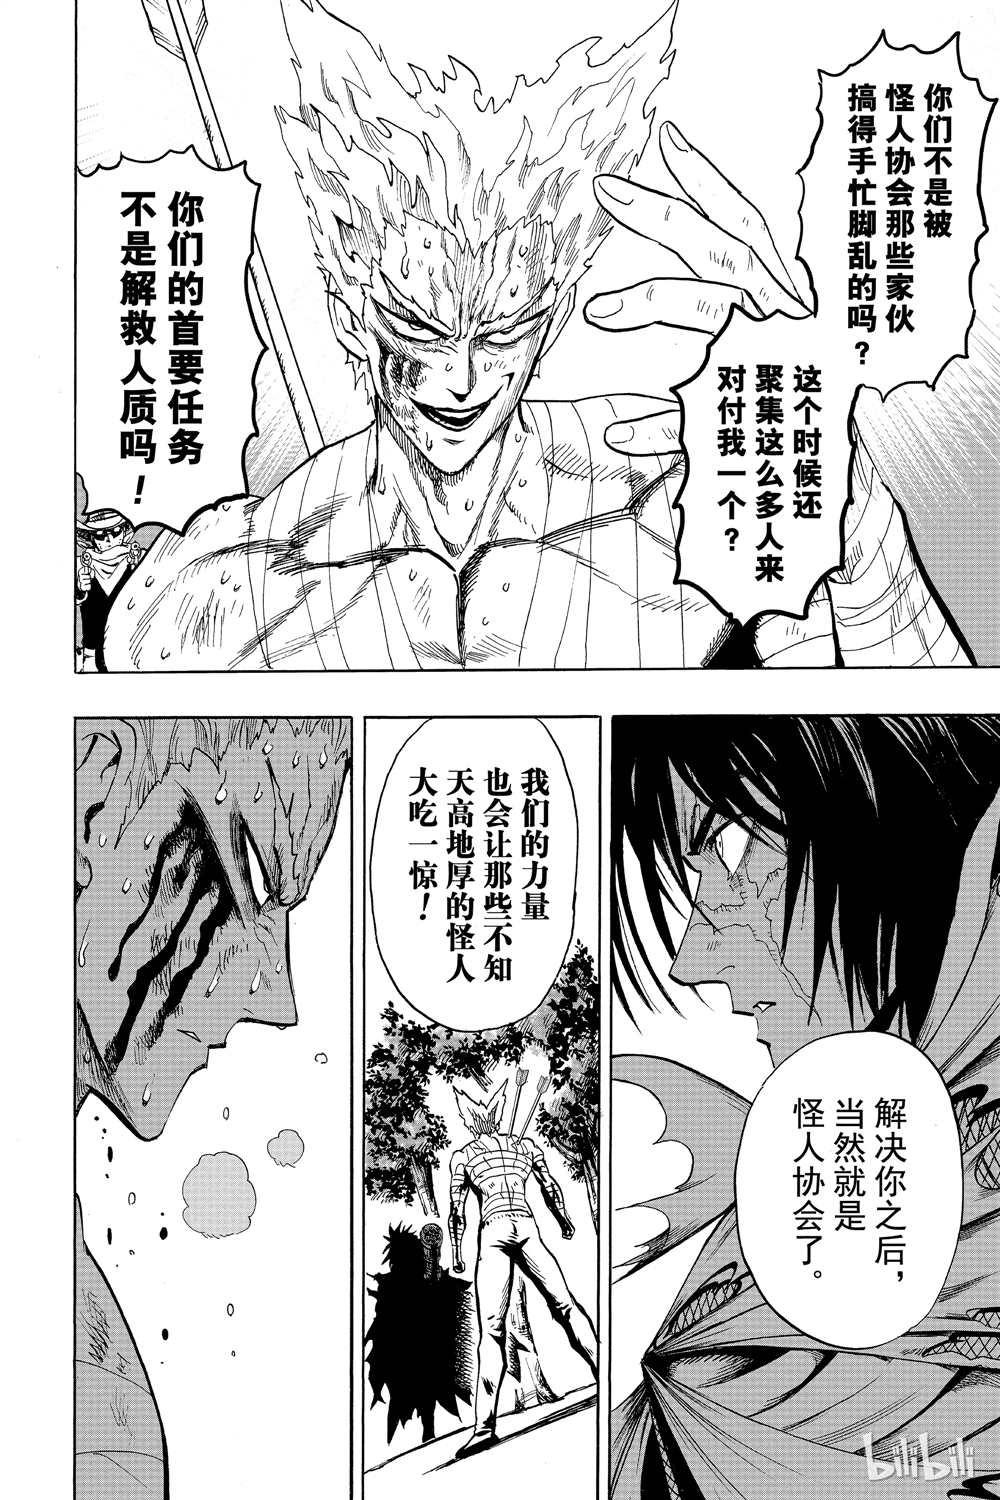 你们不是被
怪人协会那些家伙
搞得手忙脚乱的吗？
这个时候还
聚集这么多人来
对付我一个？
你们的首要任务
不是解救人质吗！
解决你之后，
当然就是
怪人协会了。
我们的力量
也会让那些不知
天高地厚的怪人
大吃一惊！
bilibili